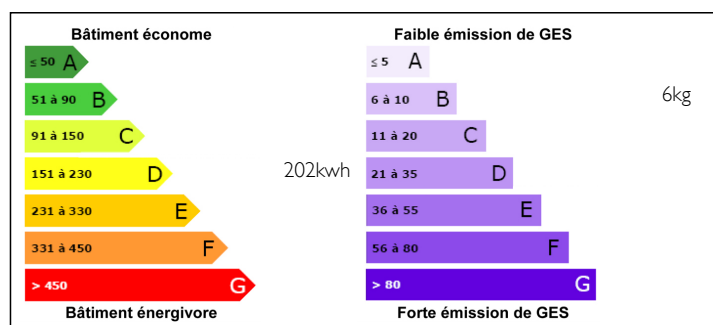 Bâtiment économe
≤ 50 A
51 à 90 B
91 à 150 C
151 à 230 D
202kwh
231 à 330 E
331 à 450 F
> 450 G
Bâtiment énergivore
Faible émission de GES
≤ 5 A
6 à 10 B
6kg
11 à 20 C
21 à 35 D
36 à 55 E
56 à 80 F
> 80 G
Forte émission de GES